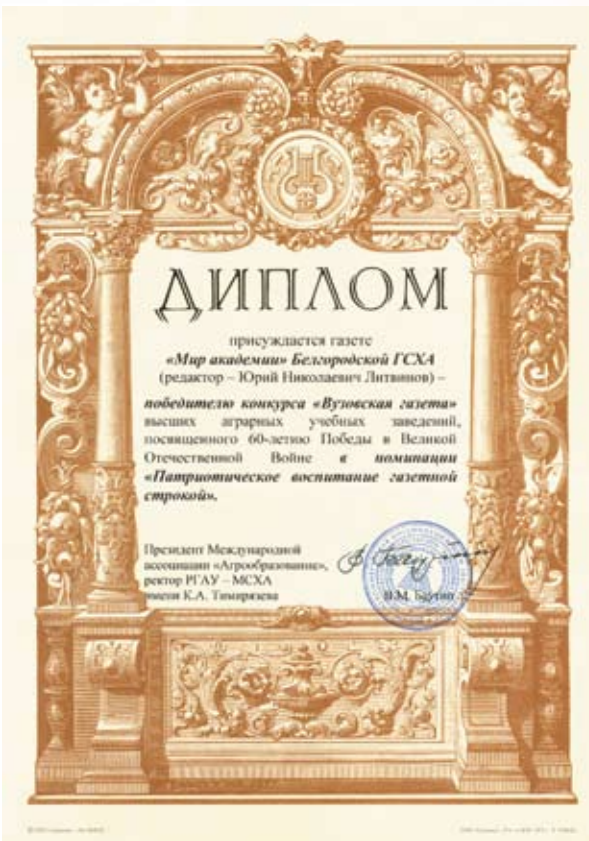 ДИПЛОМ
присуждается газете
«Мир академии» Белгородской ГСХА
(редактор – Юрий Николаевич Литвинов) –
победителю конкурса «Вузовская газета»
высших аграрных учебных заведений,
посвященного 60-летию Победы в Великой
Отечественной Войне в номинации
«Патриотическое воспитание газетной
строкой».
Президент Международной
ассоциации «Агрообразование»,
ректор РГАУ – МСХА
имени К.А. Тимирязева
В.М. Баутин